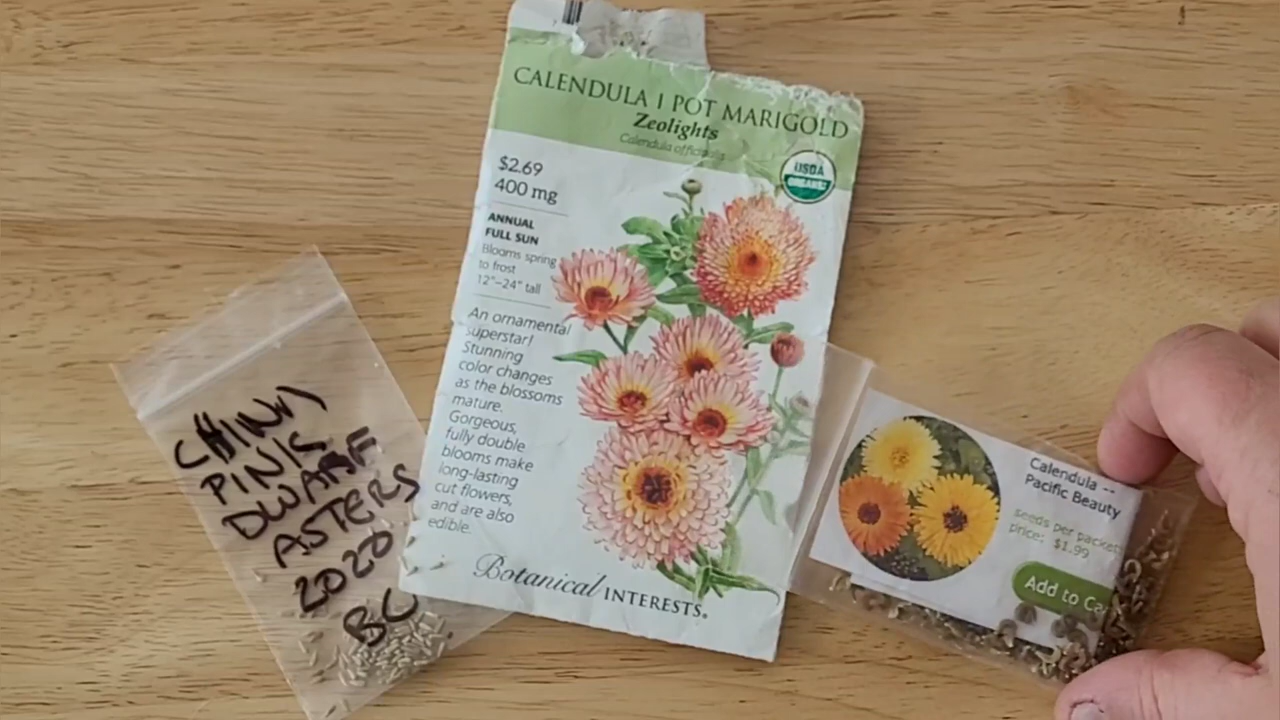 CHINA
PINK
DWARF
ASTERS
2020
BC
CALENDULA | POT MARIGOLD
Zeolights
Calendula officinalis
USDA
ORGANIC
$2.69
400 mg
ANNUAL
FULL SUN
Blooms spring
to frost
12"–24" tall
An ornamental
superstar!
Stunning
color changes
as the blossoms
mature.
Gorgeous,
fully double
blooms make
long-lasting
cut flowers,
and are also
edible.
Botanical INTERESTS®
Calendula --
Pacific Beauty
seeds per packet
price: $1.99
Add to Ca